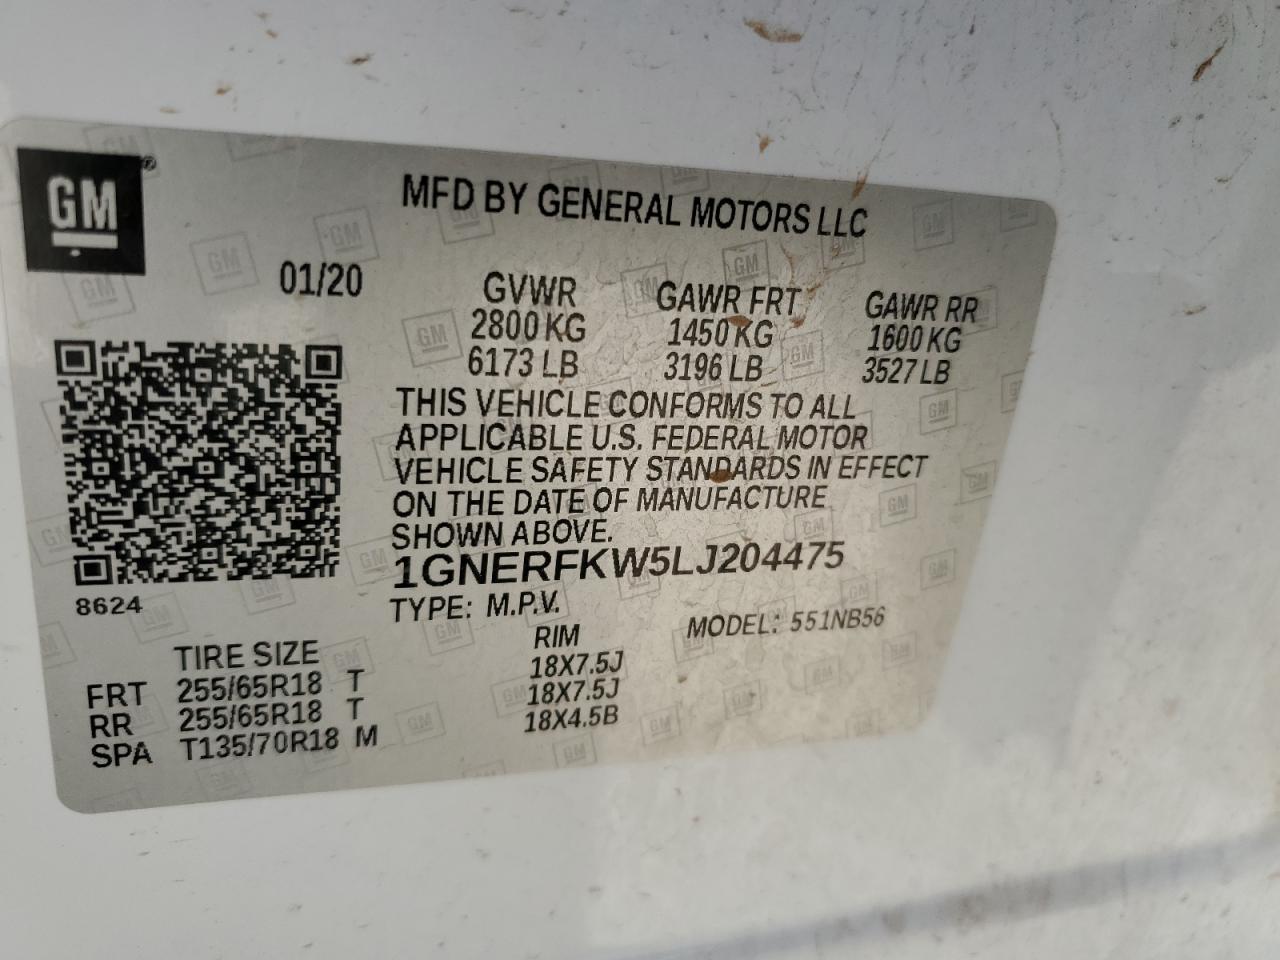 GM®
MFD BY GENERAL MOTORS LLC
01/20
GVWR GAWR FRT GAWR RR
2800 KG 1450 KG 1600 KG
6173 LB 3196 LB 3527 LB
THIS VEHICLE CONFORMS TO ALL
APPLICABLE U.S. FEDERAL MOTOR
VEHICLE SAFETY STANDARDS IN EFFECT
ON THE DATE OF MANUFACTURE
SHOWN ABOVE.
1GNERFKW5LJ204475
8624
TYPE: M.P.V. MODEL: 551NB56
TIRE SIZE RIM
FRT 255/65R18 T 18X7.5J
RR 255/65R18 T 18X7.5J
SPA T135/70R18 M 18X4.5B